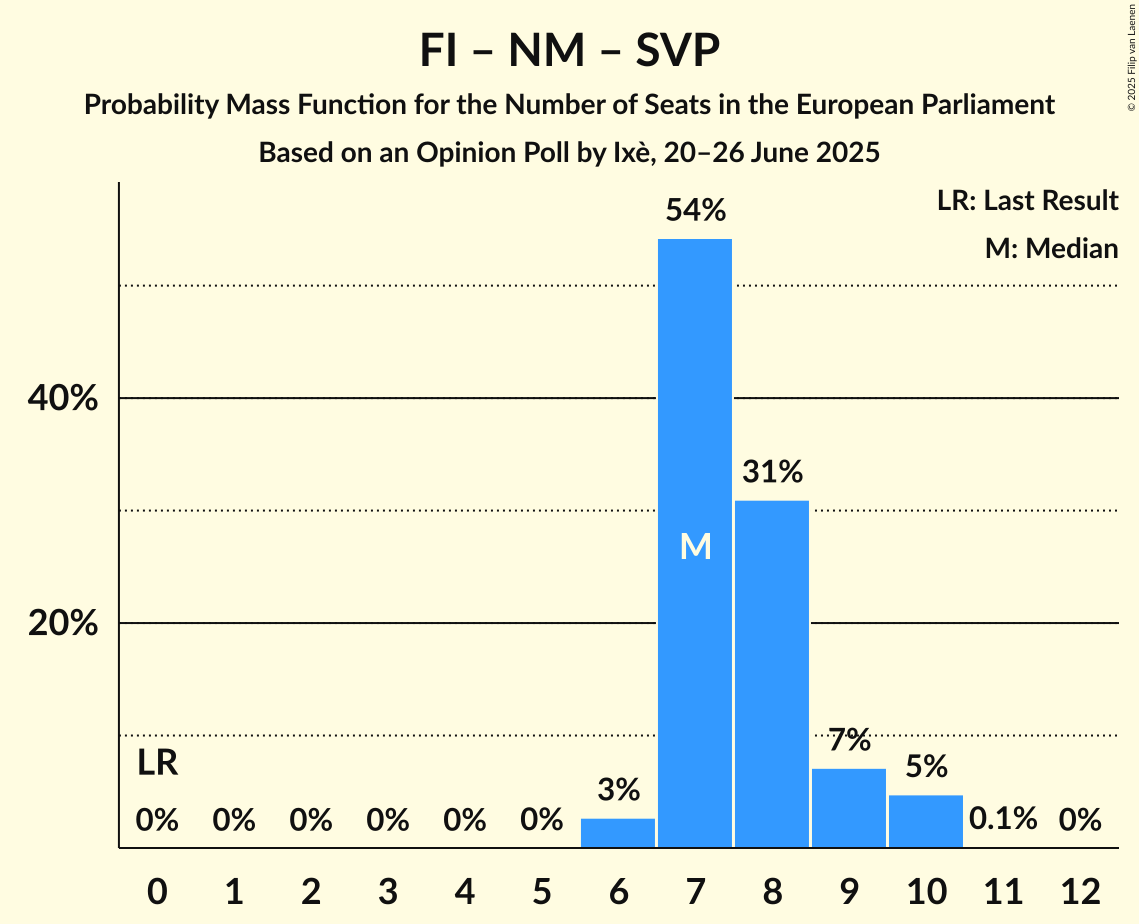 FI – NM – SVP
Probability Mass Function for the Number of Seats in the European Parliament
Based on an Opinion Poll by Ixè, 20–26 June 2025
© 2025 Filip van Laenen
LR: Last Result
M: Median
54%
40%
31%
M
20%
LR
7%
5%
3%
0% 0% 0% 0% 0% 0% 0.1% 0%
0 1 2 3 4 5 6 7 8 9 10 11 12